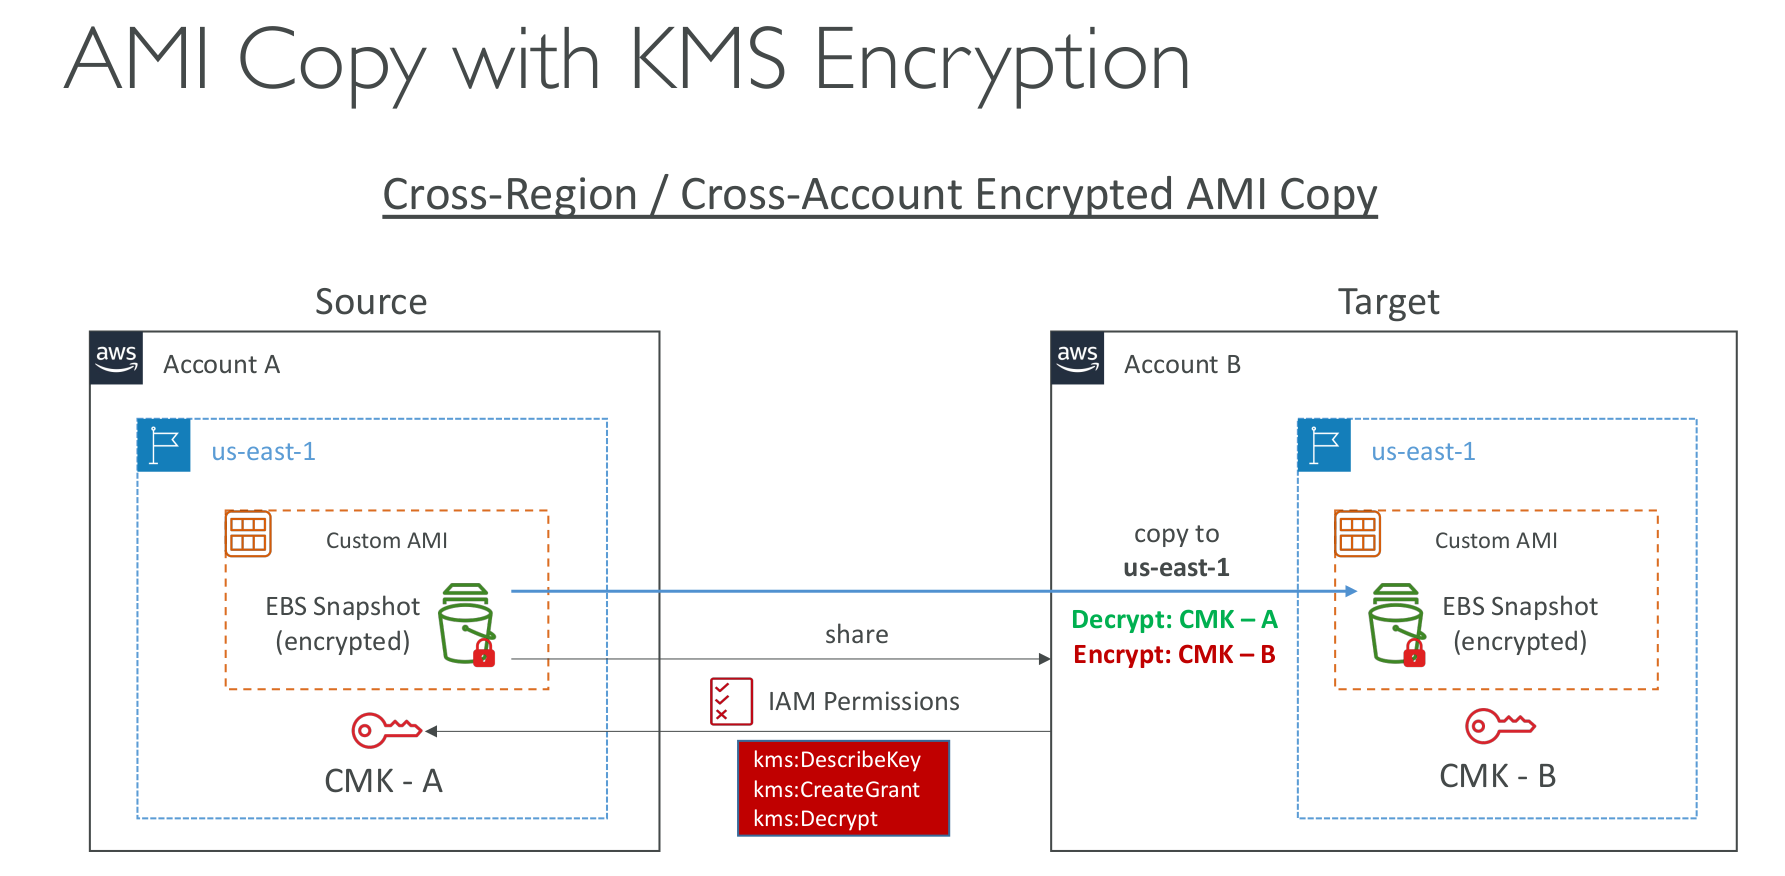 AMI Copy with KMS Encryption
Cross-Region / Cross-Account Encrypted AMI Copy
Source
aws
Account A
us-east-1
Custom AMI
EBS Snapshot
(encrypted)
CMK - A
share
IAM Permissions
kms:DescribeKey
kms:CreateGrant
kms:Decrypt
Target
aws
Account B
copy to
us-east-1
Decrypt: CMK – A
Encrypt: CMK – B
us-east-1
Custom AMI
EBS Snapshot
(encrypted)
CMK - B